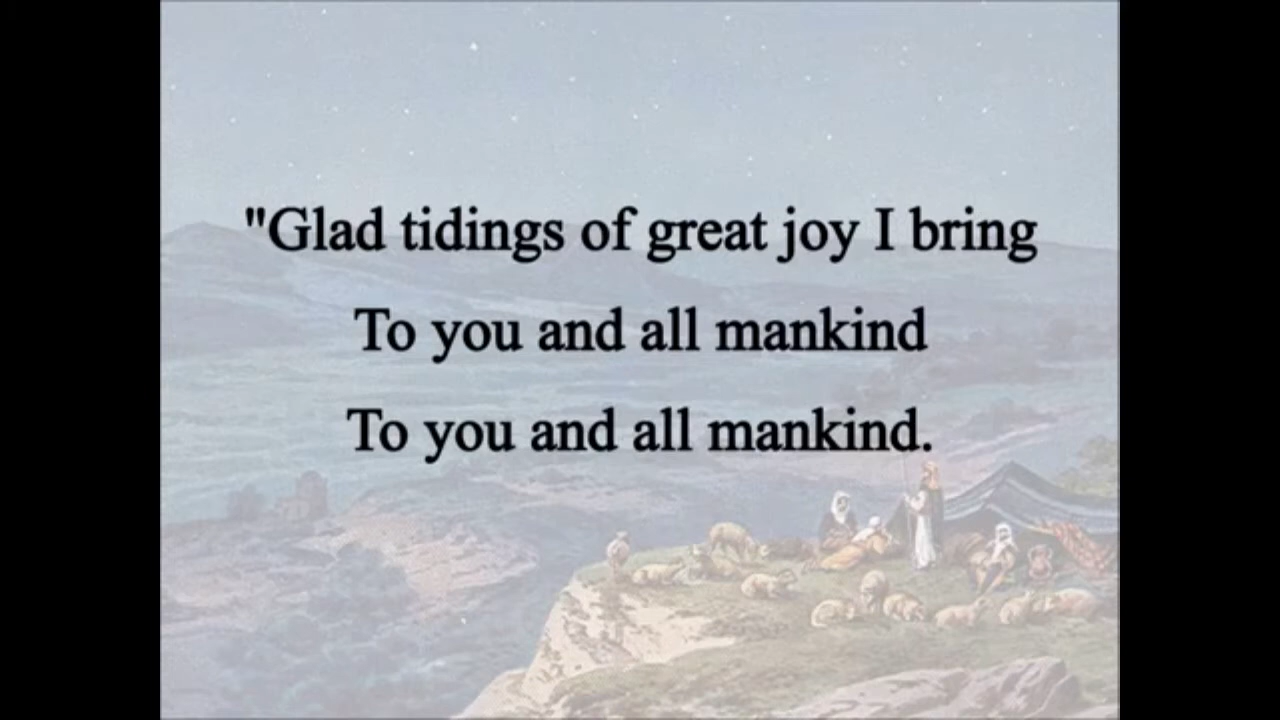 "Glad tidings of great joy I bring
To you and all mankind
To you and all mankind.